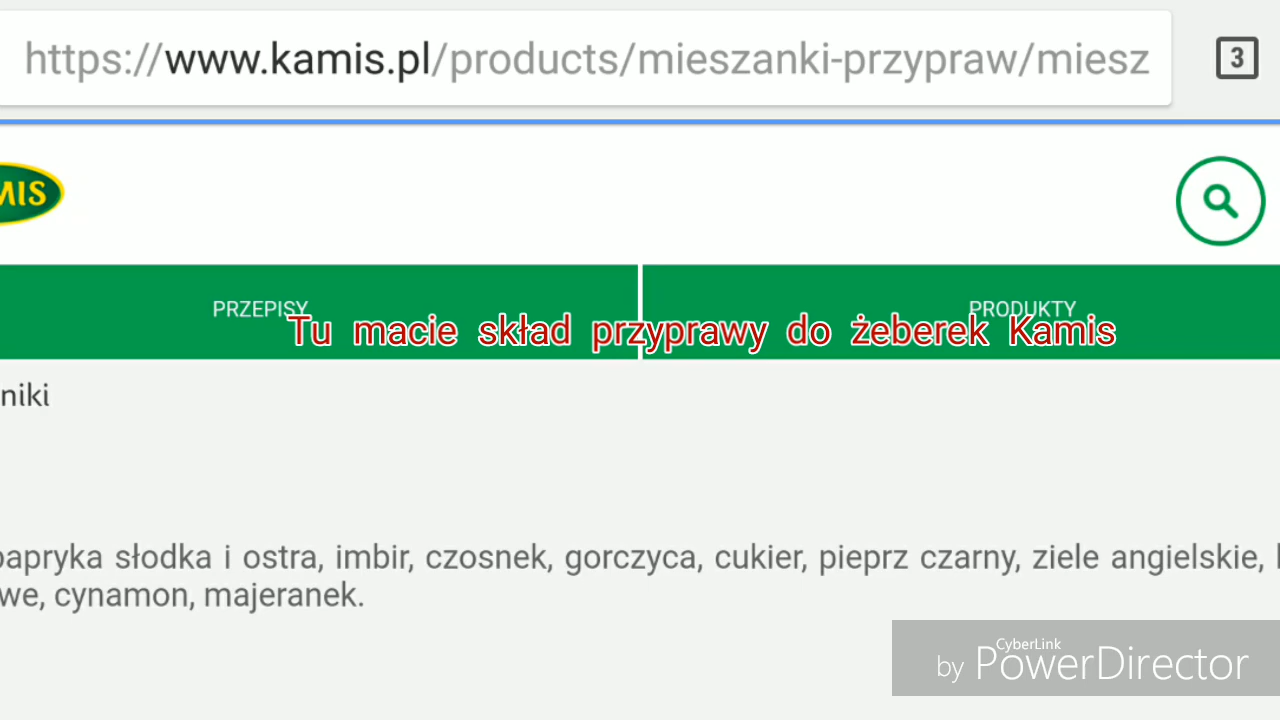 https://www.kamis.pl/products/mieszanki-przypraw/miesz
3
MIS
PRZEPISY
PRODUKTY
Tu macie skład przyprawy do żeberek Kamis
niki
papryka słodka i ostra, imbir, czosnek, gorczyca, cukier, pieprz czarny, ziele angielskie,
we, cynamon, majeranek.
CyberLink
by PowerDirector